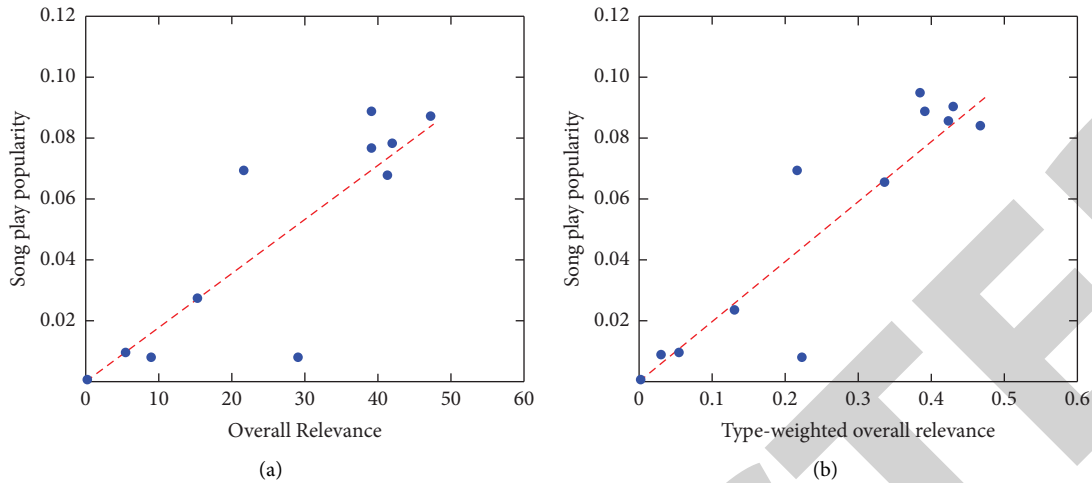 0.12
0.10
0.08
0.06
0.04
0.02
Song play popularity
0 10 20 30 40 50 60
Overall Relevance
(a)
0.12
0.10
0.08
0.06
0.04
0.02
Song play popularity
0 0.1 0.2 0.3 0.4 0.5 0.6
Type-weighted overall relevance
(b)